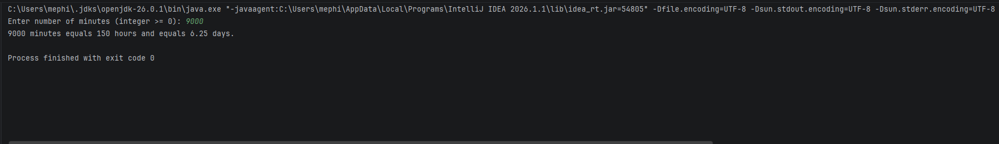 C:\Users\mephi\.jdks\openjdk-26.0.1\bin\java.exe "-javaagent:C:\Users\mephi\AppData\Local\Programs\IntelliJ IDEA 2026.1.1\lib\idea_rt.jar=54805" -Dfile.encoding=UTF-8 -Dsun.stdout.encoding=UTF-8 -Dsun.stderr.encoding=UTF-8
Enter number of minutes (integer >= 0): 9000
9000 minutes equals 150 hours and equals 6.25 days.
Process finished with exit code 0